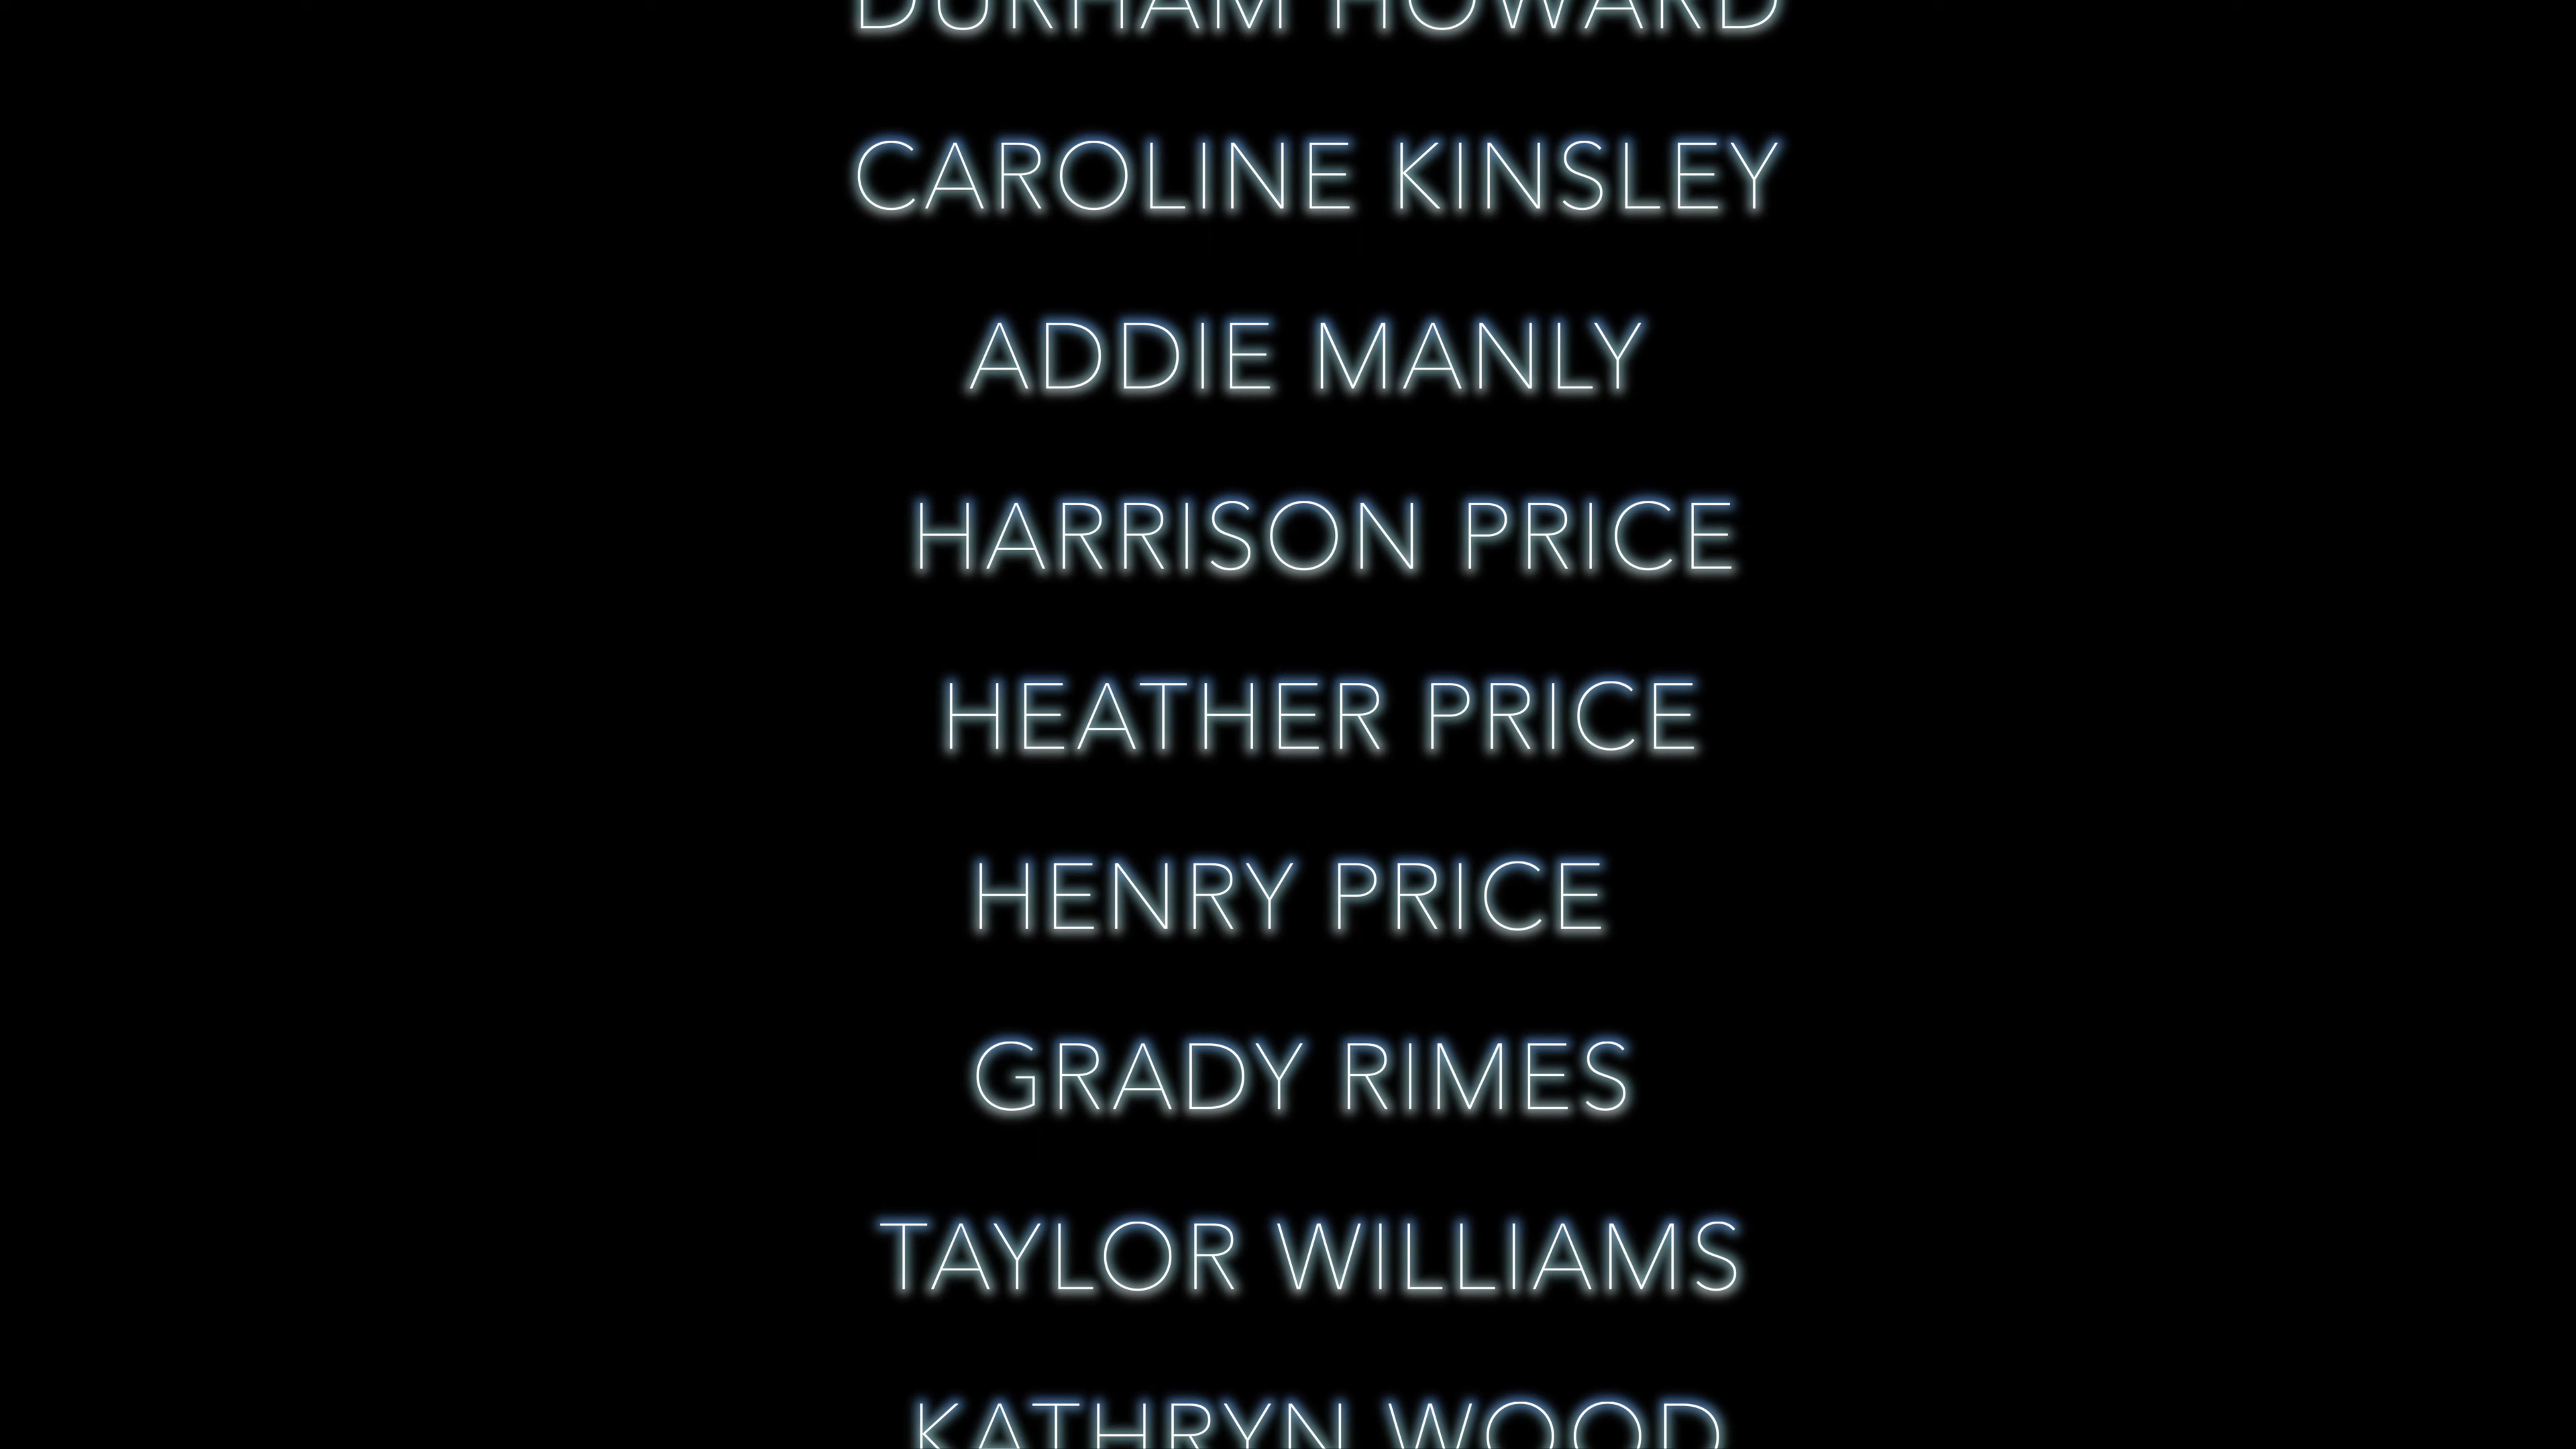 DURHAM HOWARD
CAROLINE KINSLEY
ADDIE MANLY
HARRISON PRICE
HEATHER PRICE
HENRY PRICE
GRADY RIMES
TAYLOR WILLIAMS
KATHRYN WOOD